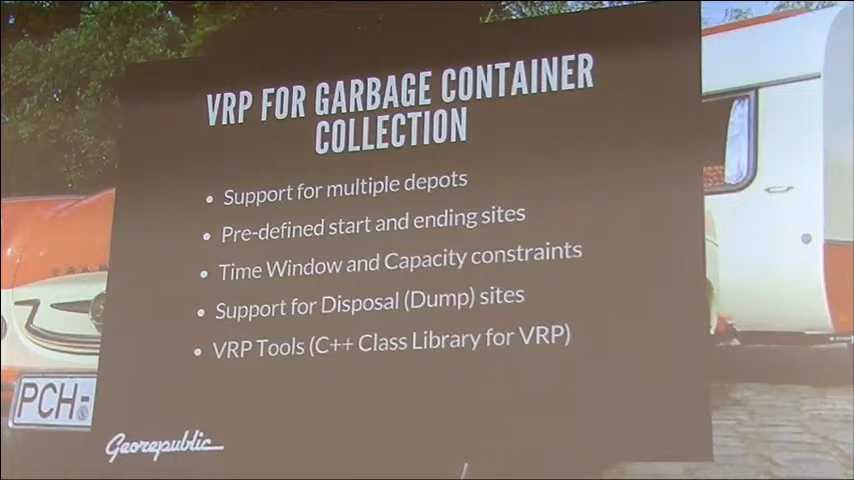 VRP FOR GARBAGE CONTAINER
COLLECTION
• Support for multiple depots
• Pre-defined start and ending sites
• Time Window and Capacity constraints
• Support for Disposal (Dump) sites
• VRP Tools (C++ Class Library for VRP)
PCH-
Georepublic